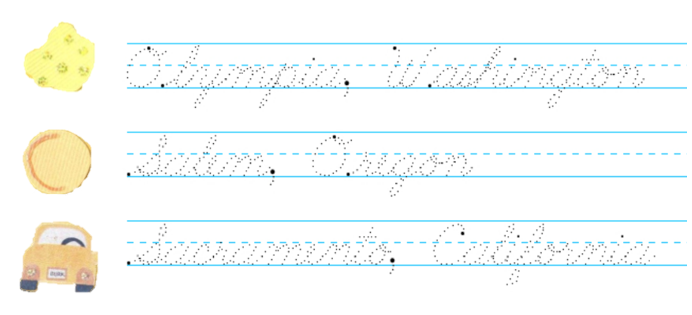 Olympia, Washington
Salem, Oregon
Sacramento, California